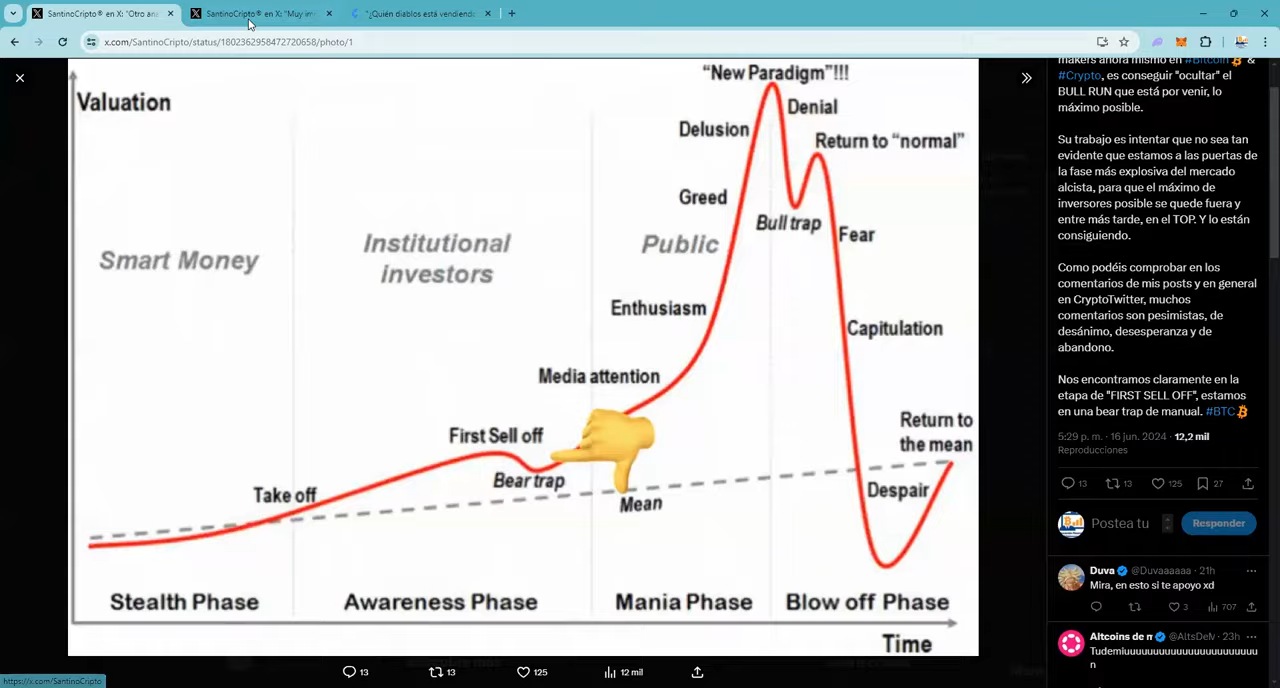 SantinoCripto® en X: "Otro ana
SantinoCripto® en X: "Muy im
"¿Quién diablos está vendiendo
x.com/SantinoCripto/status/1802362958472720658/photo/1
Valuation
"New Paradigm"!!!
Denial
Delusion
Return to "normal"
Greed
Bull trap
Fear
Smart Money
Institutional
investors
Public
Enthusiasm
Capitulation
Media attention
First Sell off
Return to
the mean
Bear trap
Take off
Mean
Despair
Stealth Phase
Awareness Phase
Mania Phase
Blow off Phase
Time
13
13
125
12 mil
https://x.com/SantinoCripto
makers ahora mismo en #Bitcoin &
#Crypto, es conseguir "ocultar" el
BULL RUN que está por venir, lo
máximo posible.
Su trabajo es intentar que no sea tan
evidente que estamos a las puertas de
la fase más explosiva del mercado
alcista, para que el máximo de
inversores posible se quede fuera y
entre más tarde, en el TOP. Y lo están
consiguiendo.
Como podéis comprobar en los
comentarios de mis posts y en general
en CryptoTwitter, muchos
comentarios son pesimistas, de
desánimo, desesperanza y de
abandono.
Nos encontramos claramente en la
etapa de "FIRST SELL OFF", estamos
en una bear trap de manual. #BTC
5:29 p. m. · 16 jun. 2024 · 12,2 mil
Reproducciones
13
13
125
27
Postea tu
Responder
Duva @Duvaaaaaa · 21h
Mira, en esto si te apoyo xd
3
707
Altcoins de m @AltsDeM · 23h